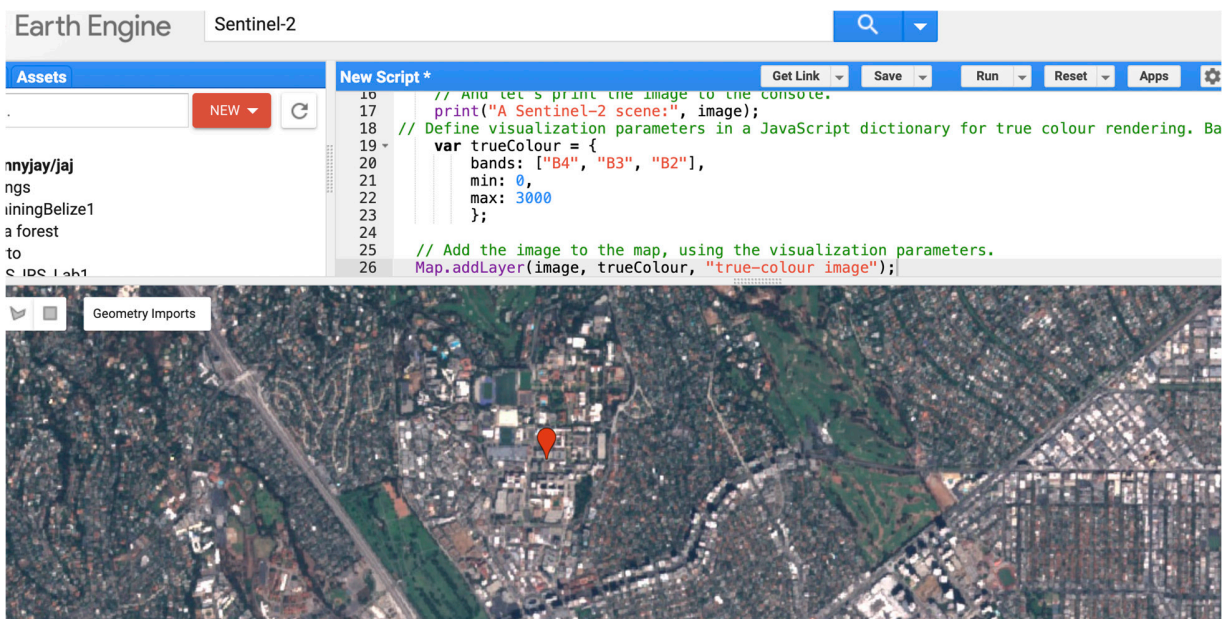 Earth Engine
Sentinel-2
Assets
New Script *
Get Link
Save
Run
Reset
Apps
.
NEW
nnyjay/jaj
ngs
iningBelize1
a forest
to
S JPS Lab1
16 // And let's print the image to the console.
17 print("A Sentinel-2 scene:", image);
18 // Define visualization parameters in a JavaScript dictionary for true colour rendering. Ba
19 var trueColour = {
20 bands: ["B4", "B3", "B2"],
21 min: 0,
22 max: 3000
23 };
24
25 // Add the image to the map, using the visualization parameters.
26 Map.addLayer(image, trueColour, "true-colour image");
Geometry Imports